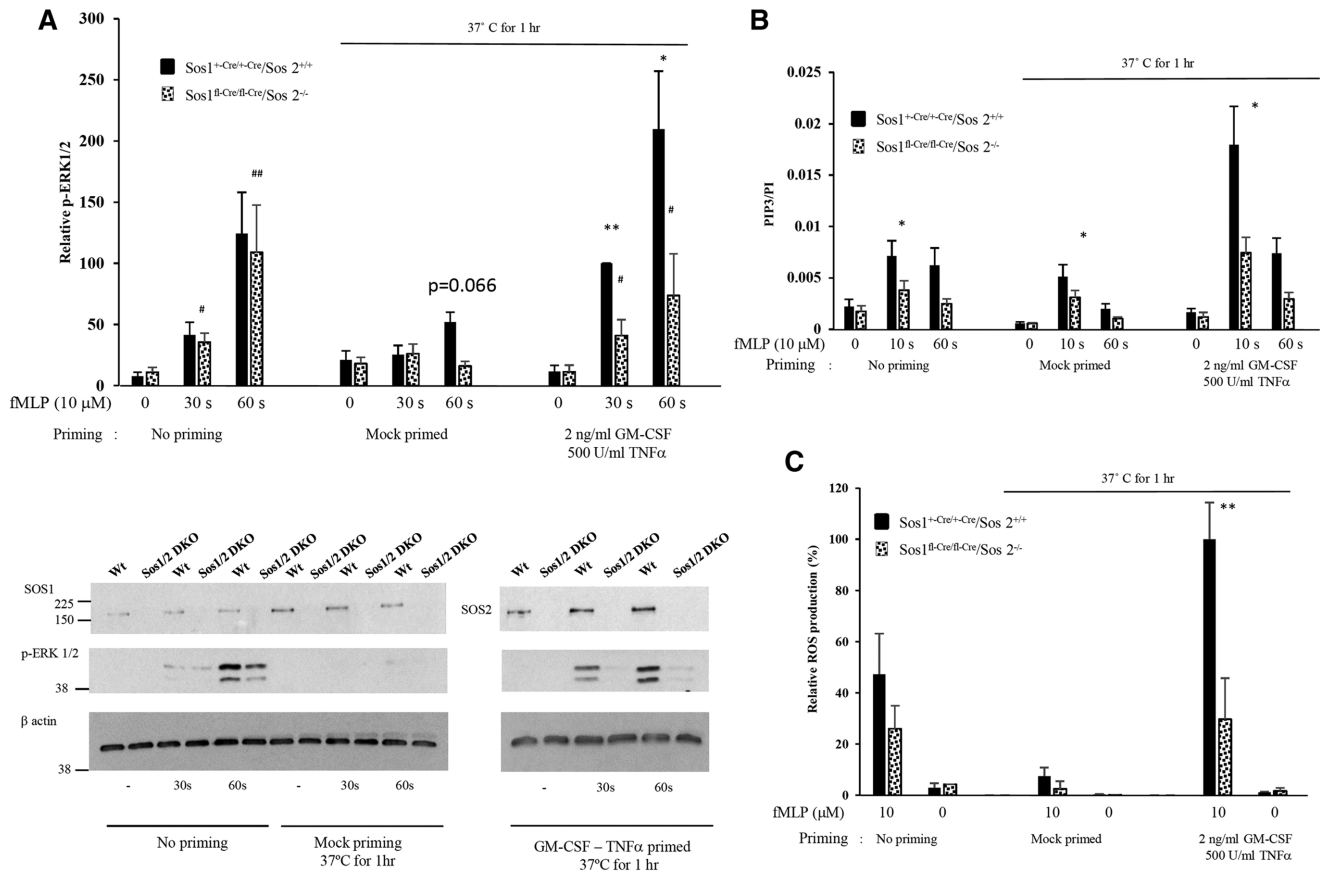 A
37˚ C for 1 hr
300
250
200
150
100
50
0
Relative p-ERK1/2
Sos1+-Cre/+-Cre/Sos 2+/+
Sos1fl-Cre/fl-Cre/Sos 2-/-
#
##
p=0.066
**
#
*
#
fMLP (10 µM) 0 30 s 60 s 0 30 s 60 s 0 30 s 60 s
Priming : No priming Mock primed 2 ng/ml GM-CSF
500 U/ml TNFα
B
37˚ C for 1 hr
0.025
0.02
0.015
0.01
0.005
0
PIP3/PI
Sos1+-Cre/+-Cre/Sos 2+/+
Sos1fl-Cre/fl-Cre/Sos 2-/-
*
*
*
fMLP (10 µM) 0 10 s 60 s 0 10 s 60 s 0 10 s 60 s
Priming : No priming Mock primed 2 ng/ml GM-CSF
500 U/ml TNFα
Wt Sos1/2 DKO Wt Sos1/2 DKO Wt Sos1/2 DKO Wt Sos1/2 DKO Wt Sos1/2 DKO Wt Sos1/2 DKO
SOS1
225
150
p-ERK 1/2
38
β actin
38
- 30s 60s - 30s 60s
No priming Mock priming
37ºC for 1hr
Wt Sos1/2 DKO Wt Sos1/2 DKO Wt Sos1/2 DKO
SOS2
- 30s 60s
GM-CSF – TNFα primed
37ºC for 1 hr
C
37˚ C for 1 hr
120
100
80
60
40
20
0
Relative ROS production (%)
Sos1+-Cre/+-Cre/Sos 2+/+
Sos1fl-Cre/fl-Cre/Sos 2-/-
**
fMLP (µM) 10 0 10 0 10 0
Priming : No priming Mock primed 2 ng/ml GM-CSF
500 U/ml TNFα